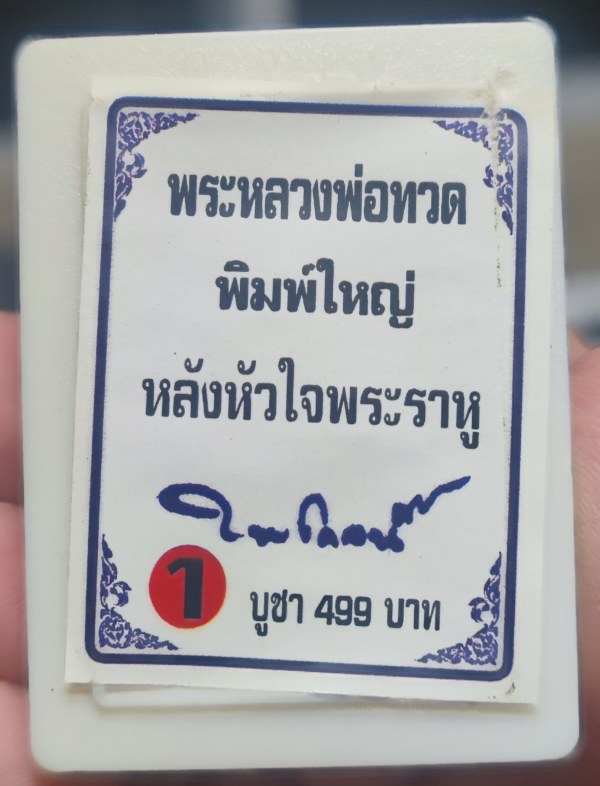 พระหลวงพ่อทวด
พิมพ์ใหญ่
หลังหัวใจพระราหู
1 บูชา 499 บาท